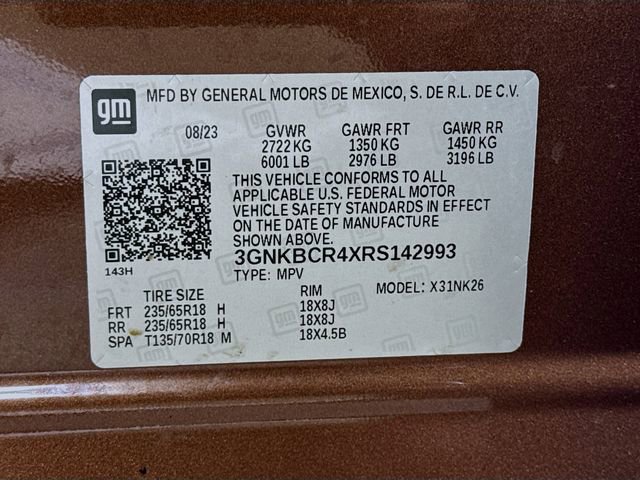 gm
MFD BY GENERAL MOTORS DE MEXICO, S. DE R.L. DE C.V.
08/23 GVWR GAWR FRT GAWR RR
2722 KG 1350 KG 1450 KG
6001 LB 2976 LB 3196 LB
THIS VEHICLE CONFORMS TO ALL
APPLICABLE U.S. FEDERAL MOTOR
VEHICLE SAFETY STANDARDS IN EFFECT
ON THE DATE OF MANUFACTURE
SHOWN ABOVE.
3GNKBCR4XRS142993
143H
TYPE: MPV MODEL: X31NK26
TIRE SIZE RIM
FRT 235/65R18 H 18X8J
RR 235/65R18 H 18X8J
SPA T135/70R18 M 18X4.5B